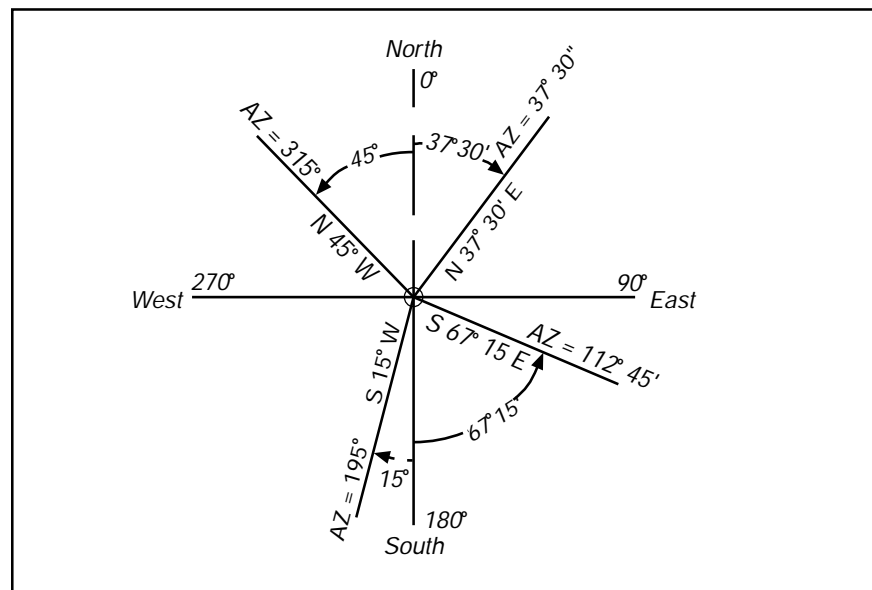 North
0°
AZ = 315°
45°
37°30'
AZ = 37° 30"
N 45° W
N 37° 30' E
West
270°
90°
East
S 67° 15 E
AZ = 112° 45'
S 15° W
67°15'
AZ = 195°
15°
180°
South